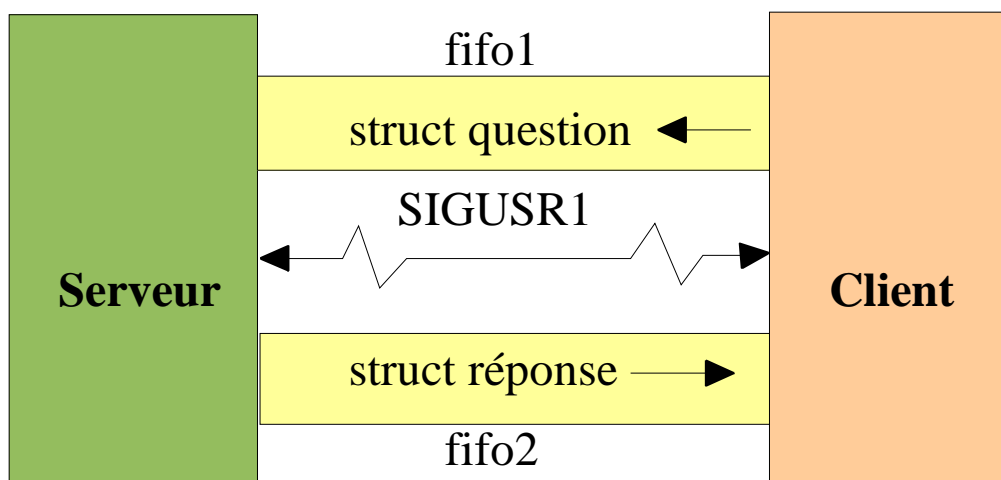 fifo1
struct question
SIGUSR1
Serveur
Client
struct réponse
fifo2